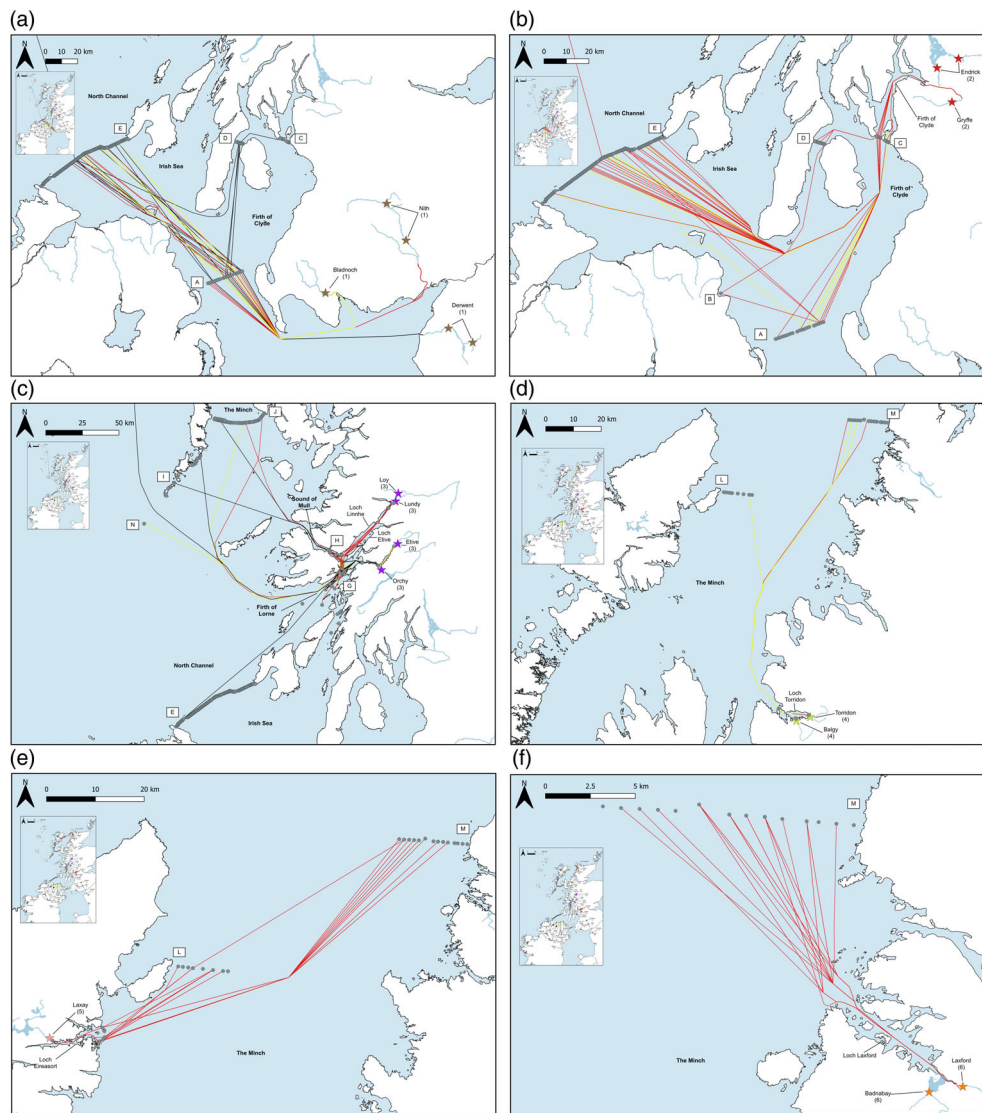 (a)
N
0 10 20 km
North Channel
E
Irish Sea
D
C
Firth of
Clyde
Nith
(1)
A
Bladnoch
(1)
Derwent
(1)
(b)
N
0 10 20 km
North Channel
E
Irish Sea
D
C
Endrick
(2)
Gryffe
(2)
Firth of
Clyde
Firth of
Clyde
B
A
(c)
N
0 25 50 km
The Minch
J
I
Sound of
Mull
Loch
Linnhe
Loy
(3)
Lundy
(3)
Loch
Etive
Etive
(3)
N
H
G
Orchy
(3)
Firth of
Lorne
North Channel
E
Irish Sea
(d)
N
0 10 20 km
M
L
The Minch
Loch
Torridon
Torridon
(4)
Balgy
(4)
(e)
N
0 10 20 km
M
L
Laxay
(5)
Loch
Eireasort
The Minch
(f)
N
0 2.5 5 km
M
Loch Laxford
The Minch
Laxford
(6)
Badnabay
(6)